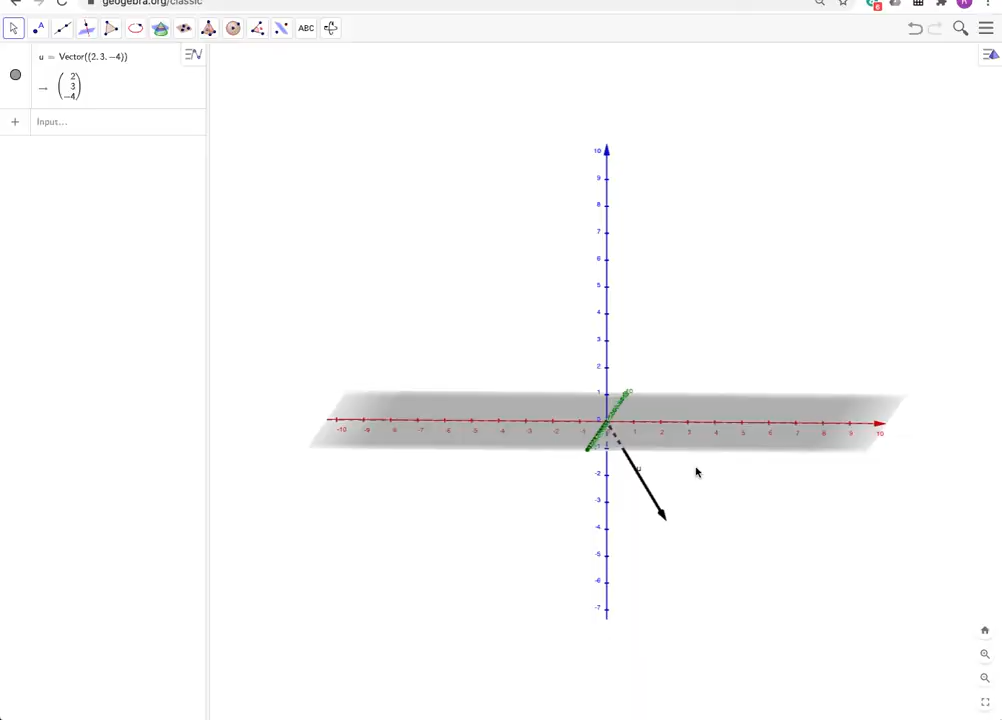 geogebra.org/classic
6
ABC
u = Vector((2, 3, −4))
→ ( 2
3
−4 )
+ Input...
10
9
8
7
6
5
4
3
2
1
10
-10 -9 -8 -7 -6 -5 -4 -3 -2 -1 1 2 3 4 5 6 7 8 9 10
u
-2
-3
-4
-5
-6
-7